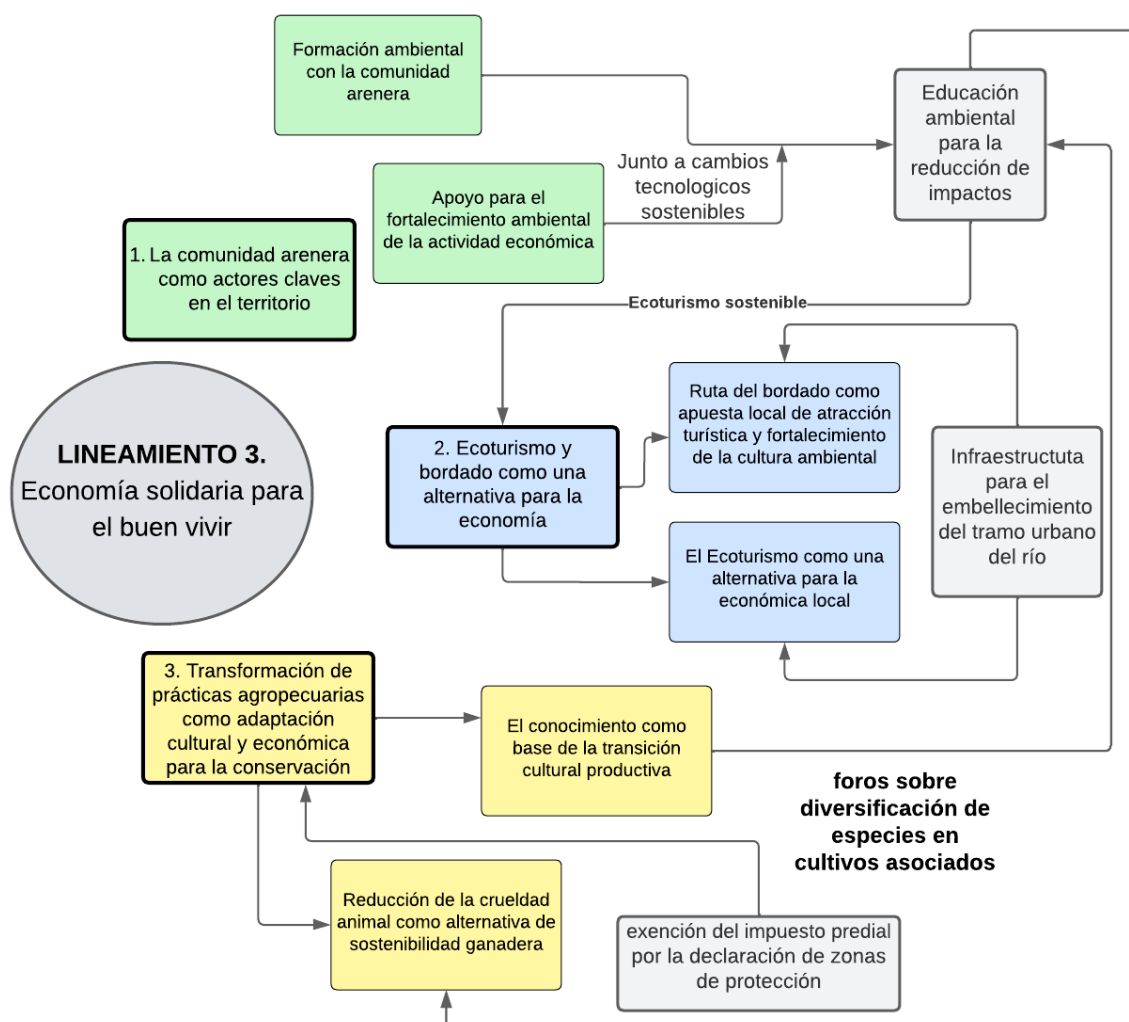 Formación ambiental
con la comunidad
arenera
Educación
ambiental
para la
reducción de
impactos
Junto a cambios
tecnologicos
sostenibles
Apoyo para el
fortalecimiento ambiental
de la actividad económica
1. La comunidad arenera
como actores claves
en el territorio
Ecoturismo sostenible
Ruta del bordado como
apuesta local de atracción
turística y fortalecimiento
de la cultura ambiental
LINEAMIENTO 3.
Economía solidaria para
el buen vivir
2. Ecoturismo y
bordado como una
alternativa para la
economía
Infraestructuta
para el
embellecimiento
del tramo urbano
del río
El Ecoturismo como una
alternativa para la
económica local
3. Transformación de
prácticas agropecuarias
como adaptación
cultural y económica
para la conservación
El conocimiento como
base de la transición
cultural productiva
foros sobre
diversificación de
especies en
cultivos asociados
Reducción de la crueldad
animal como alternativa de
sostenibilidad ganadera
exención del impuesto predial
por la declaración de zonas
de protección